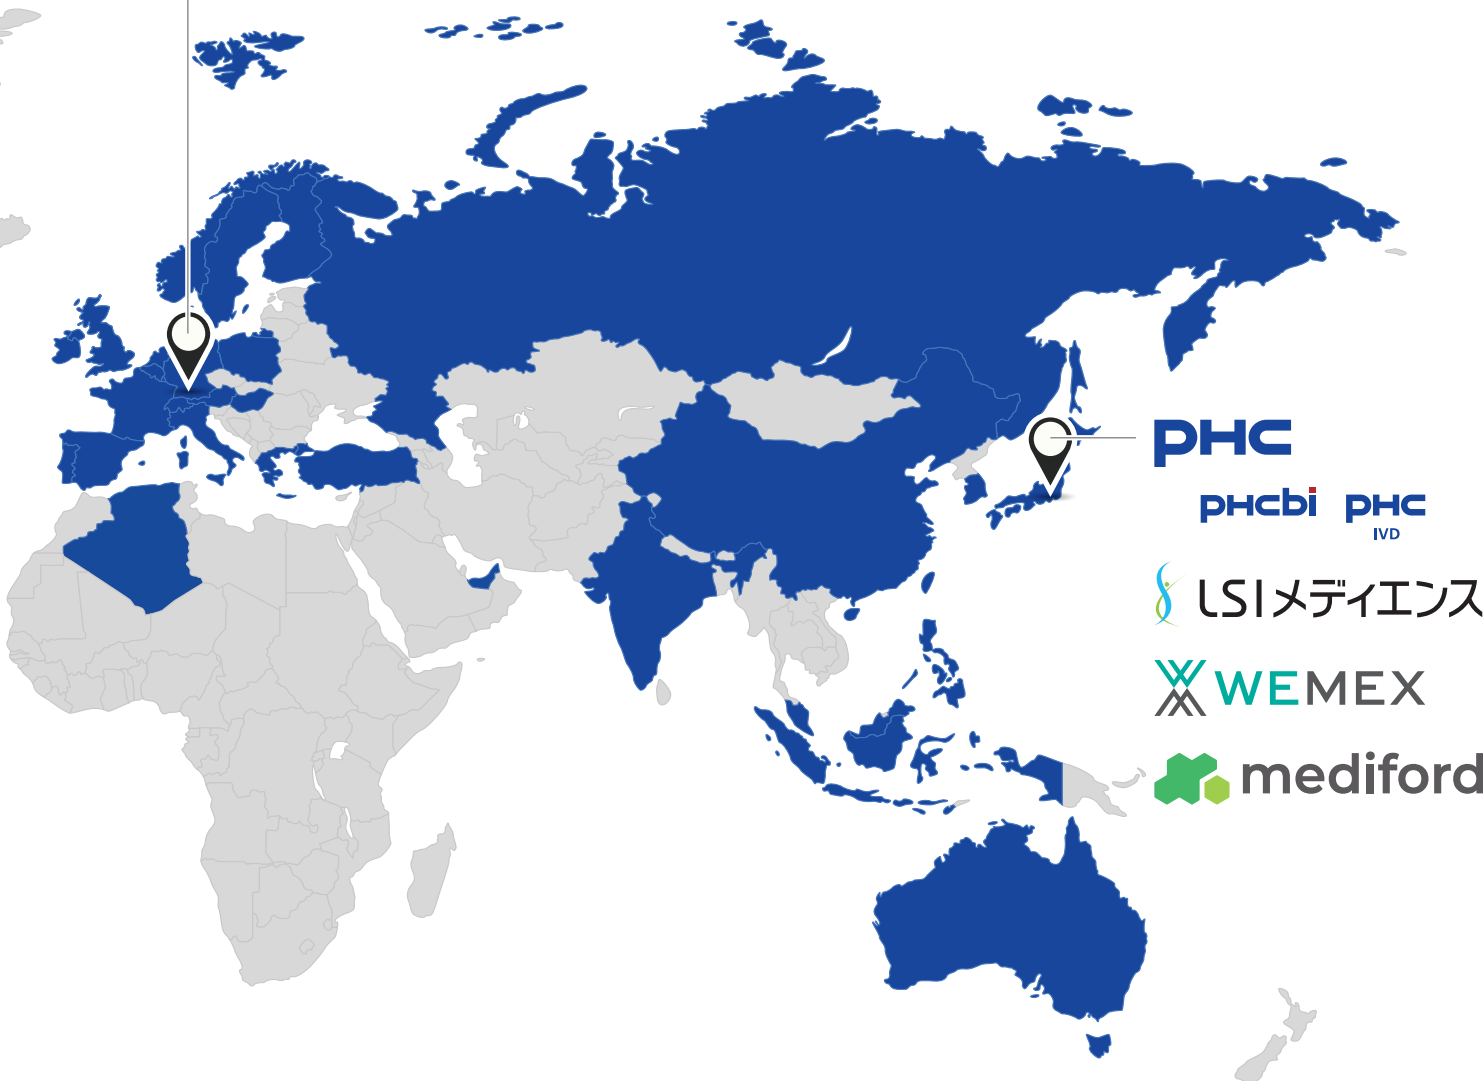 PHC
PHCbi PHC
IVD
LSIメディエンス
WEMEX
mediford